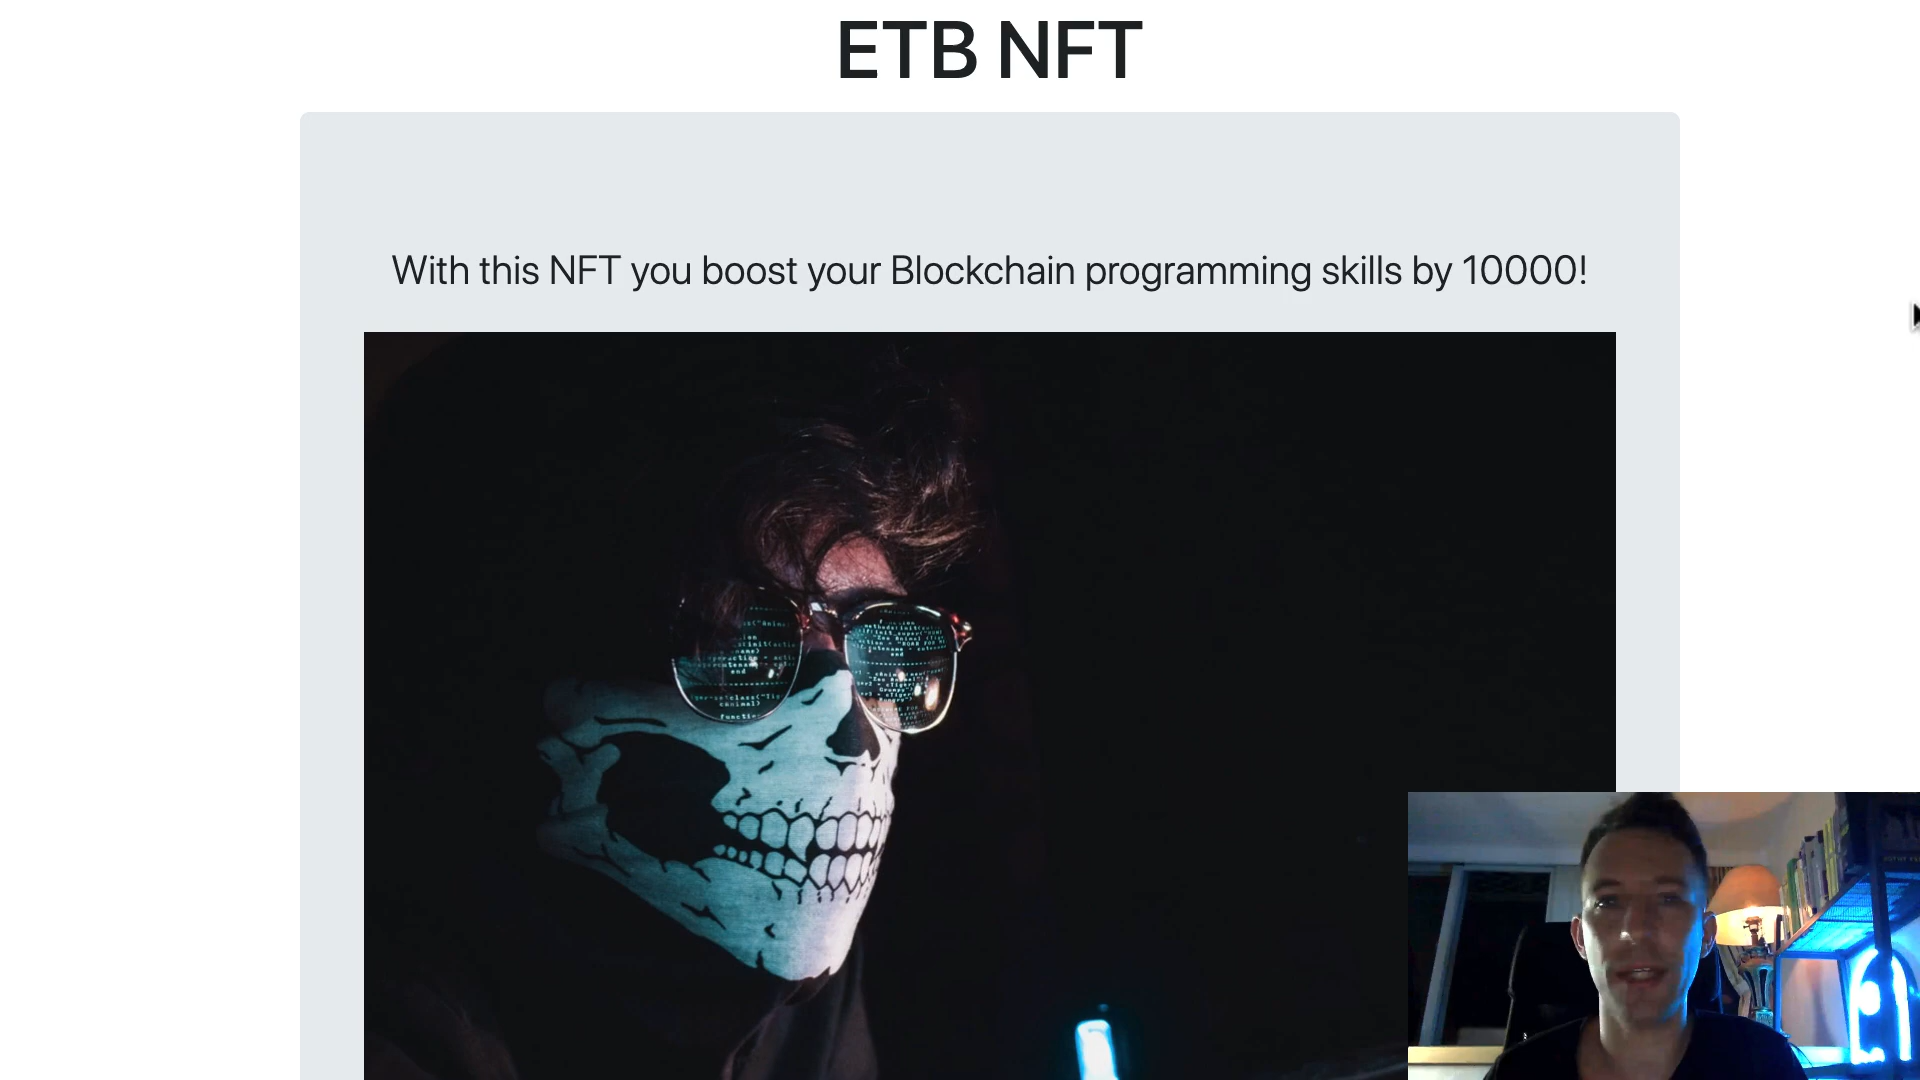 ETB NFT
With this NFT you boost your Blockchain programming skills by 10000!